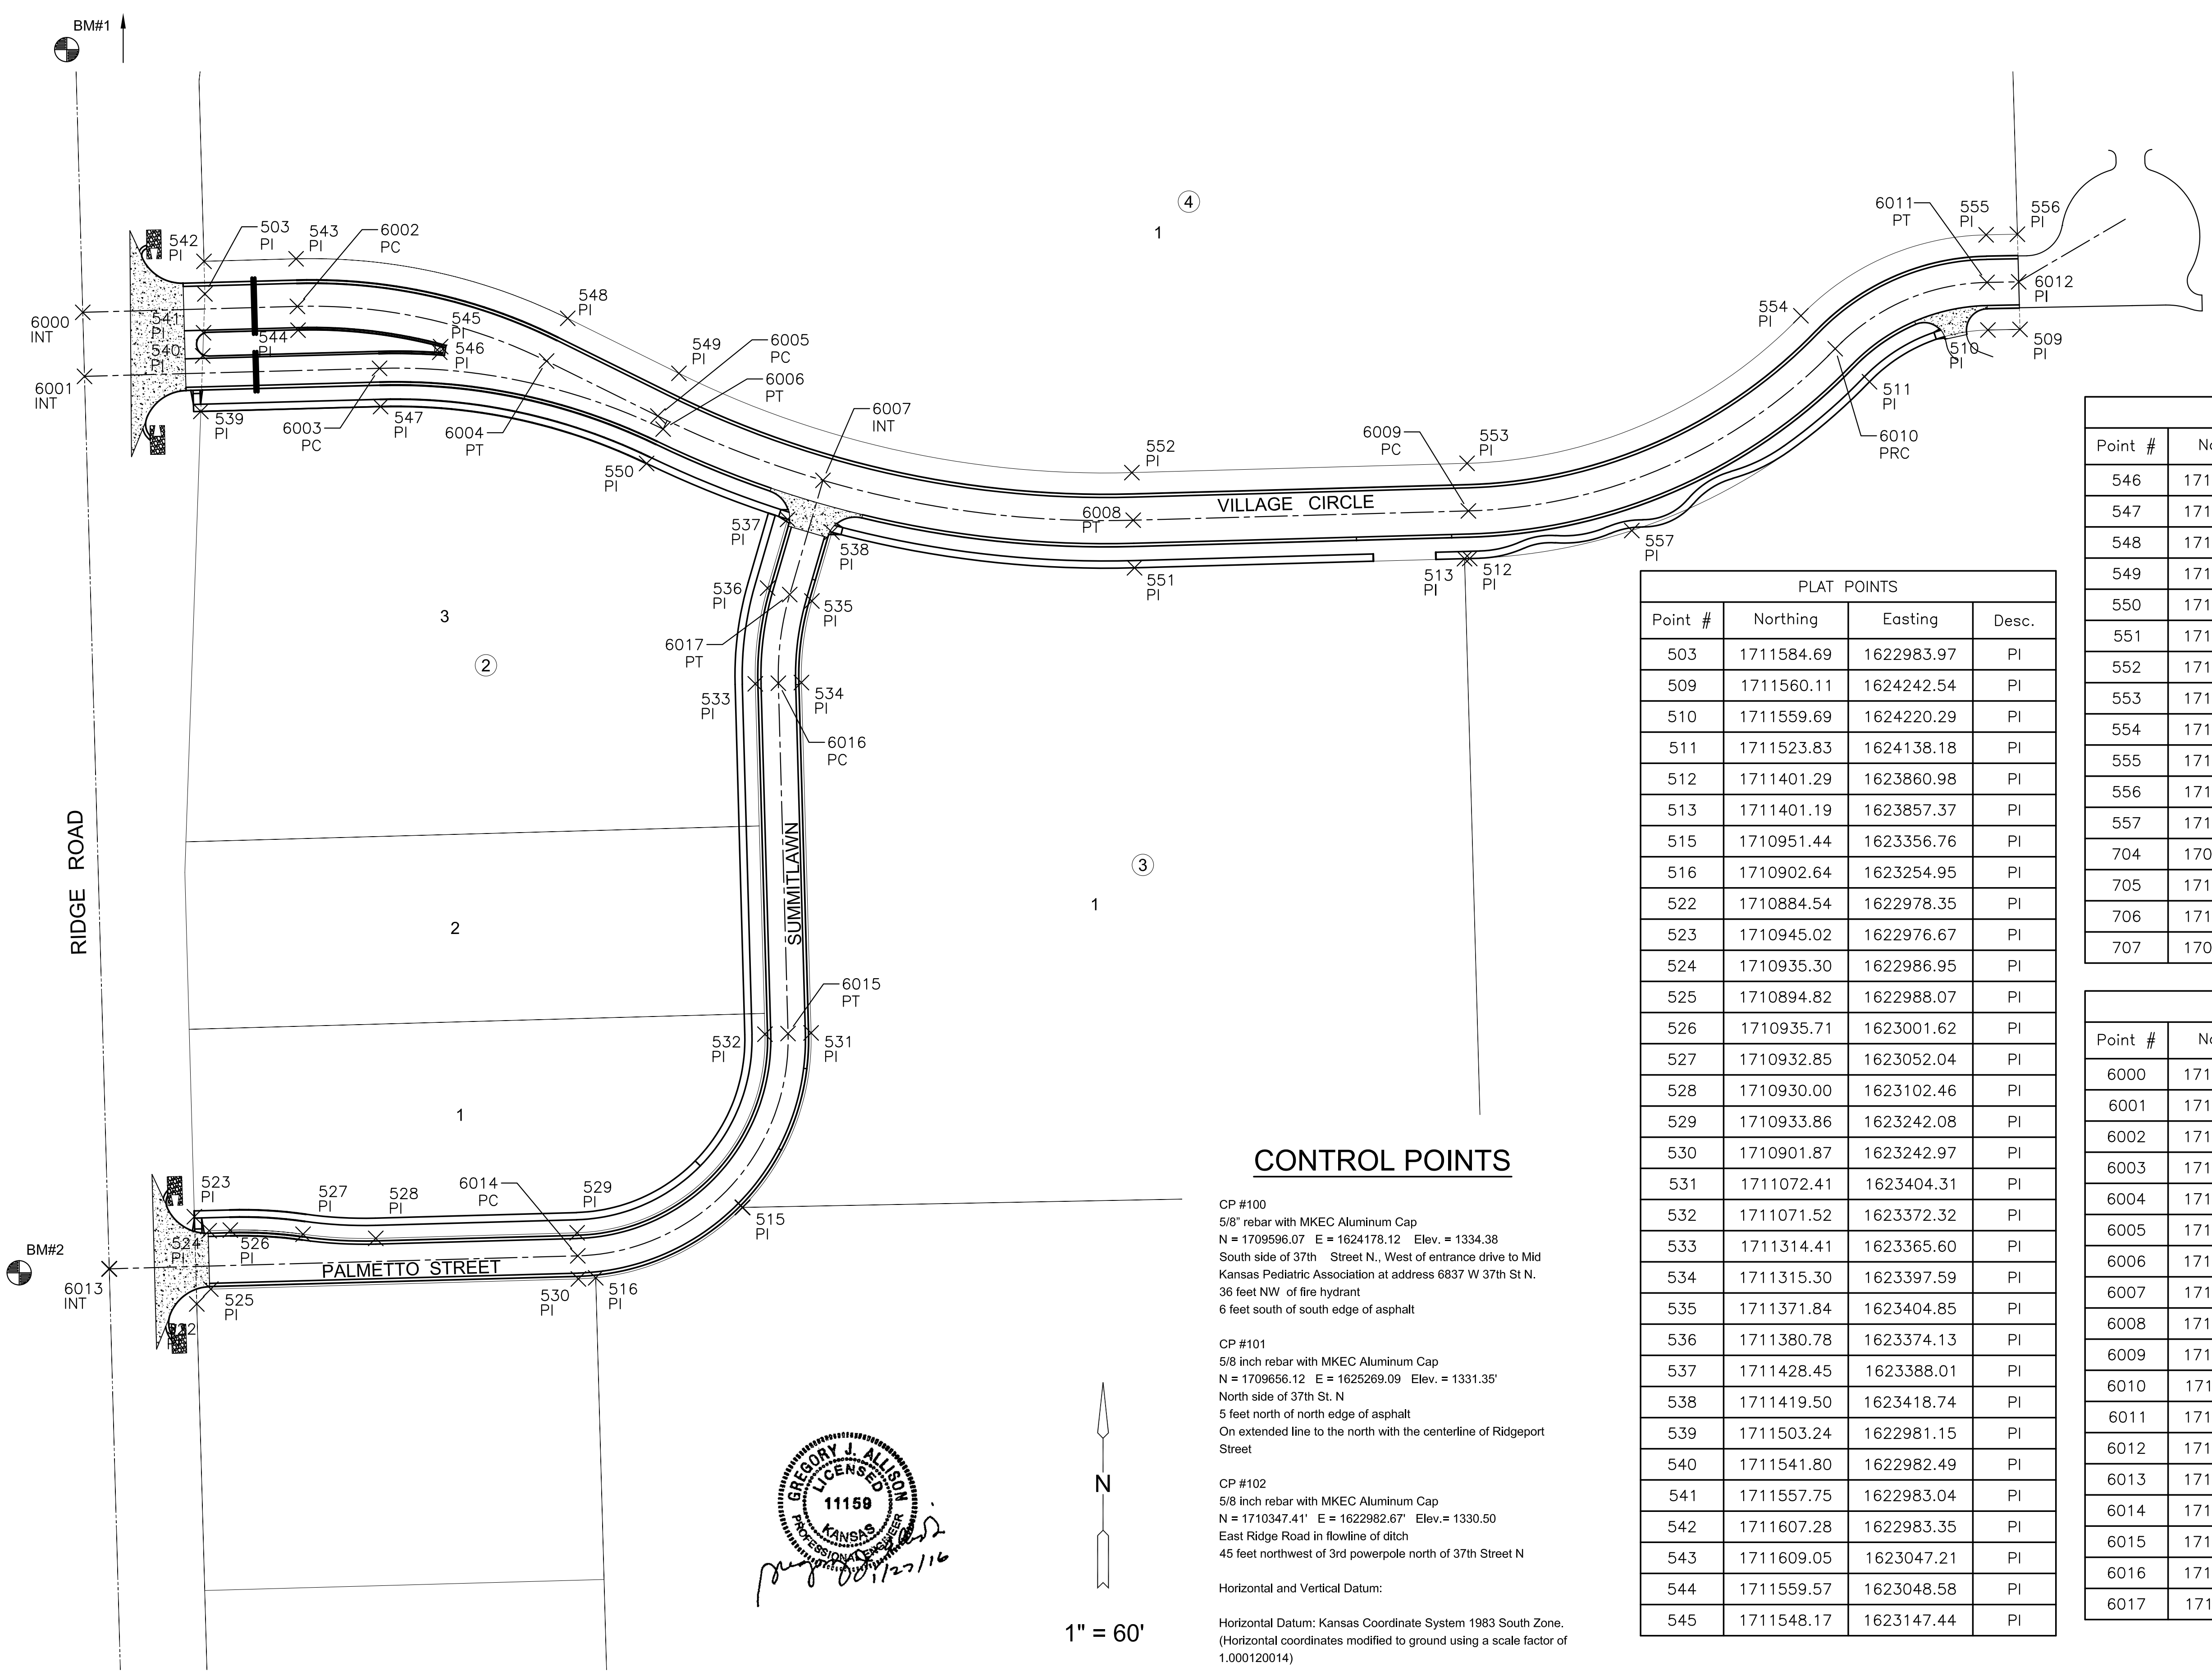 BM#1
4
1
6011
PT
555
PI
556
PI
542
PI
503
PI
543
PI
6002
PC
6012
PI
548
PI
554
PI
6000
INT
541
PI
544
PI
545
PI
546
PI
549
PI
6005
PC
6006
PT
510
PI
509
PI
540
PI
6001
INT
511
PI
539
PI
6003
PC
547
PI
6004
PT
6007
INT
6009
PC
553
PI
6010
PRC
552
PI
550
PI
VILLAGE CIRCLE
6008
PT
537
PI
538
PI
557
PI
513
PI
512
PI
551
PI
536
PI
535
PI
3
2
6017
PT
533
PI
534
PI
6016
PC
RIDGE ROAD
SUMMITLAWN
3
1
2
6015
PT
532
PI
531
PI
1
523
PI
527
PI
528
PI
6014
PC
529
PI
515
PI
524
PI
526
PI
BM#2
PALMETTO STREET
6013
INT
525
PI
530
PI
516
PI
CONTROL POINTS
CP #100
5/8" rebar with MKEC Aluminum Cap
N = 1709596.07 E = 1624178.12 Elev. = 1334.38
South side of 37th Street N., West of entrance drive to Mid
Kansas Pediatric Association at address 6837 W 37th St N.
36 feet NW of fire hydrant
6 feet south of south edge of asphalt
CP #101
5/8 inch rebar with MKEC Aluminum Cap
N = 1709656.12 E = 1625269.09 Elev. = 1331.35'
North side of 37th St. N
5 feet north of north edge of asphalt
On extended line to the north with the centerline of Ridgeport
Street
CP #102
5/8 inch rebar with MKEC Aluminum Cap
N = 1710347.41' E = 1622982.67' Elev.= 1330.50
East Ridge Road in flowline of ditch
45 feet northwest of 3rd powerpole north of 37th Street N
Horizontal and Vertical Datum:
Horizontal Datum: Kansas Coordinate System 1983 South Zone.
(Horizontal coordinates modified to ground using a scale factor of
1.000120014)
GREGORY J. ALLISON
LICENSED
11159
KANSAS
PROFESSIONAL ENGINEER
1/27/16
N
1" = 60'
PLAT POINTS
Point # Northing Easting Desc.
503 1711584.69 1622983.97 PI
509 1711560.11 1624242.54 PI
510 1711559.69 1624220.29 PI
511 1711523.83 1624138.18 PI
512 1711401.29 1623860.98 PI
513 1711401.19 1623857.37 PI
515 1710951.44 1623356.76 PI
516 1710902.64 1623254.95 PI
522 1710884.54 1622978.35 PI
523 1710945.02 1622976.67 PI
524 1710935.30 1622986.95 PI
525 1710894.82 1622988.07 PI
526 1710935.71 1623001.62 PI
527 1710932.85 1623052.04 PI
528 1710930.00 1623102.46 PI
529 1710933.86 1623242.08 PI
530 1710901.87 1623242.97 PI
531 1711072.41 1623404.31 PI
532 1711071.52 1623372.32 PI
533 1711314.41 1623365.60 PI
534 1711315.30 1623397.59 PI
535 1711371.84 1623404.85 PI
536 1711380.78 1623374.13 PI
537 1711428.45 1623388.01 PI
538 1711419.50 1623418.74 PI
539 1711503.24 1622981.15 PI
540 1711541.80 1622982.49 PI
541 1711557.75 1622983.04 PI
542 1711607.28 1622983.35 PI
543 1711609.05 1623047.21 PI
544 1711559.57 1623048.58 PI
545 1711548.17 1623147.44 PI
Point # No
546 171
547 171
548 171
549 171
550 171
551 171
552 171
553 171
554 171
555 171
556 171
557 171
704 170
705 171
706 171
707 170
Point # No
6000 171
6001 171
6002 171
6003 171
6004 171
6005 171
6006 171
6007 171
6008 171
6009 171
6010 171
6011 171
6012 171
6013 171
6014 171
6015 171
6016 171
6017 171